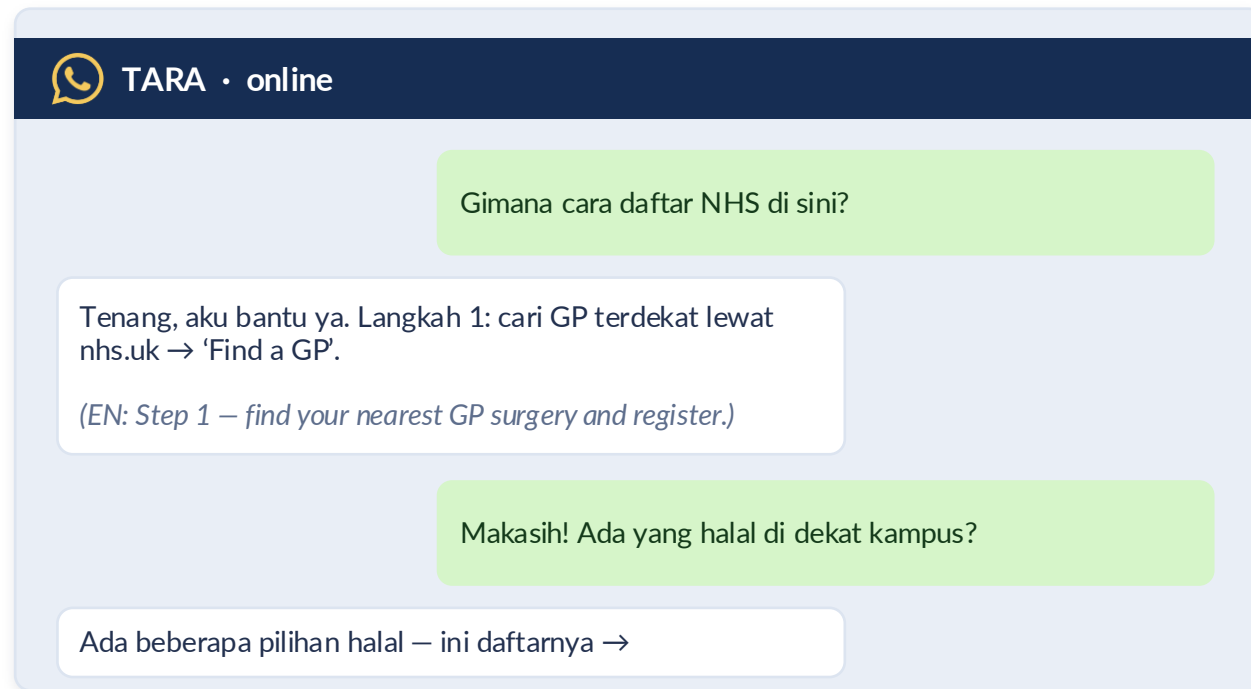 TARA · online
Gimana cara daftar NHS di sini?
Tenang, aku bantu ya. Langkah 1: cari GP terdekat lewat
nhs.uk → ‘Find a GP’.
(EN: Step 1 — find your nearest GP surgery and register.)
Makasih! Ada yang halal di dekat kampus?
Ada beberapa pilihan halal — ini daftarnya →